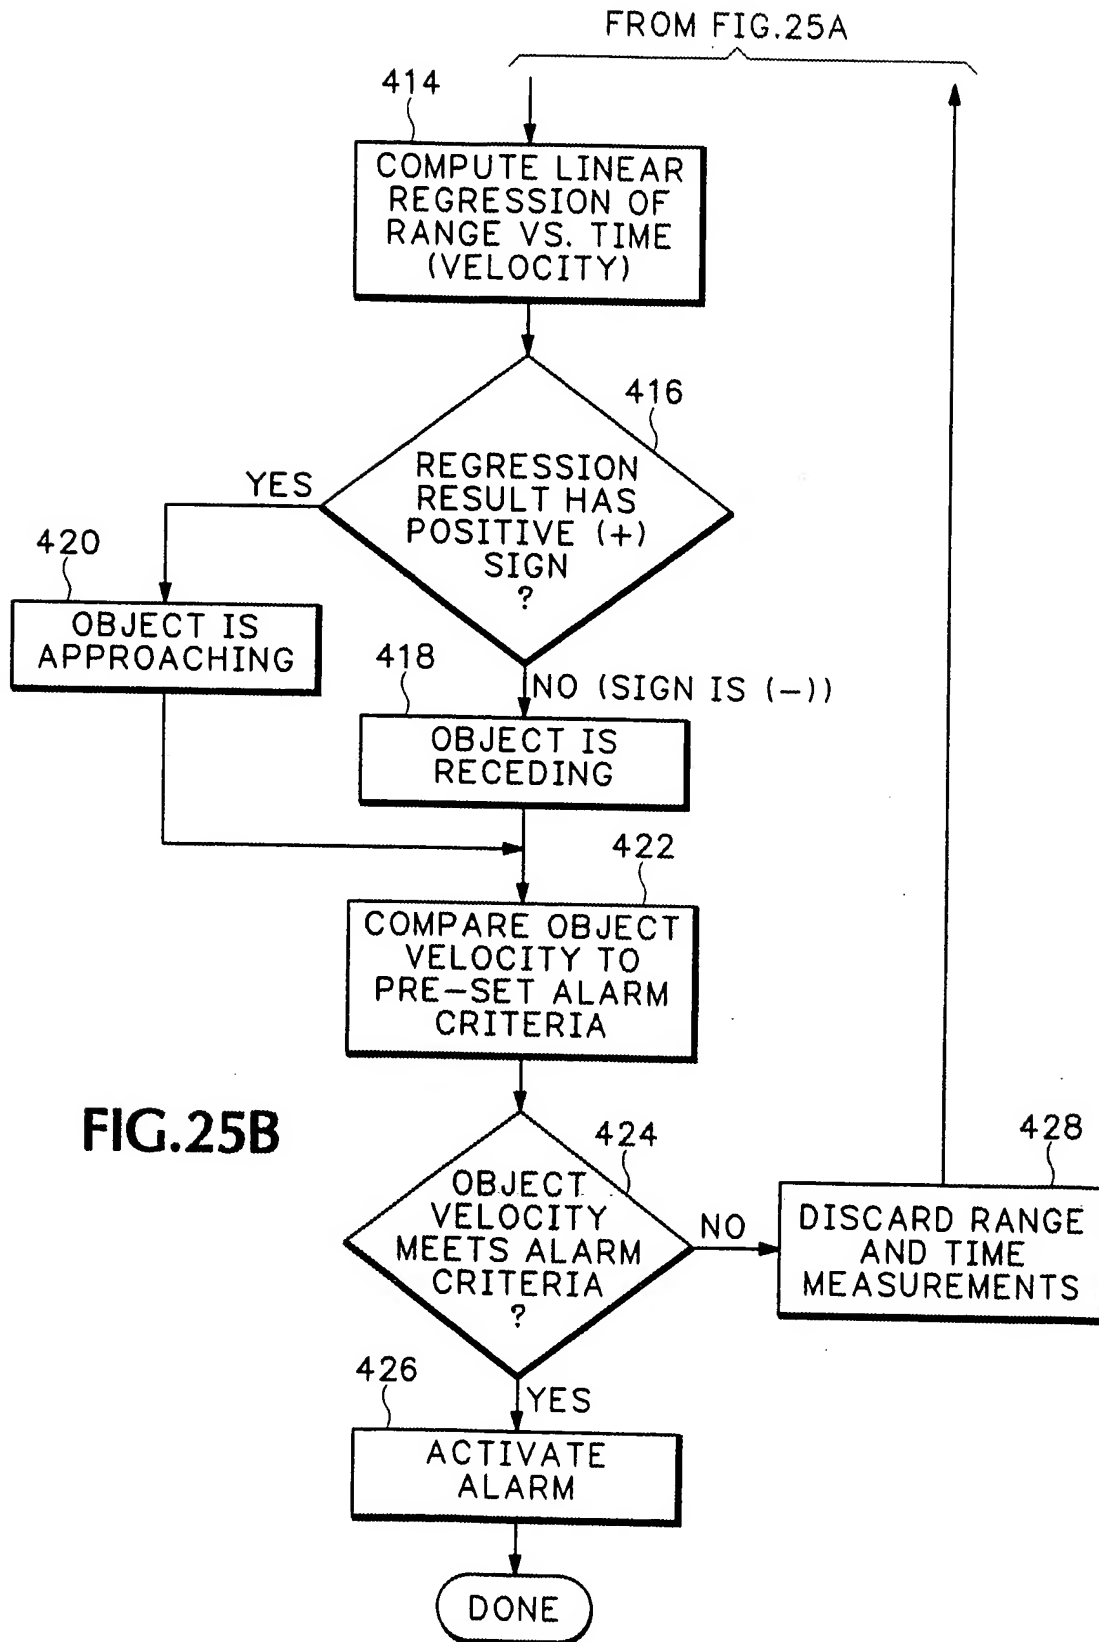 FROM FIG.25A
414
COMPUTE LINEAR
REGRESSION OF
RANGE VS. TIME
(VELOCITY)
416
REGRESSION
RESULT HAS
POSITIVE (+)
SIGN
?
YES
420
OBJECT IS
APPROACHING
NO (SIGN IS (-))
418
OBJECT IS
RECEDING
422
COMPARE OBJECT
VELOCITY TO
PRE-SET ALARM
CRITERIA
FIG.25B
424
OBJECT
VELOCITY
MEETS ALARM
CRITERIA
?
NO
428
DISCARD RANGE
AND TIME
MEASUREMENTS
YES
426
ACTIVATE
ALARM
DONE